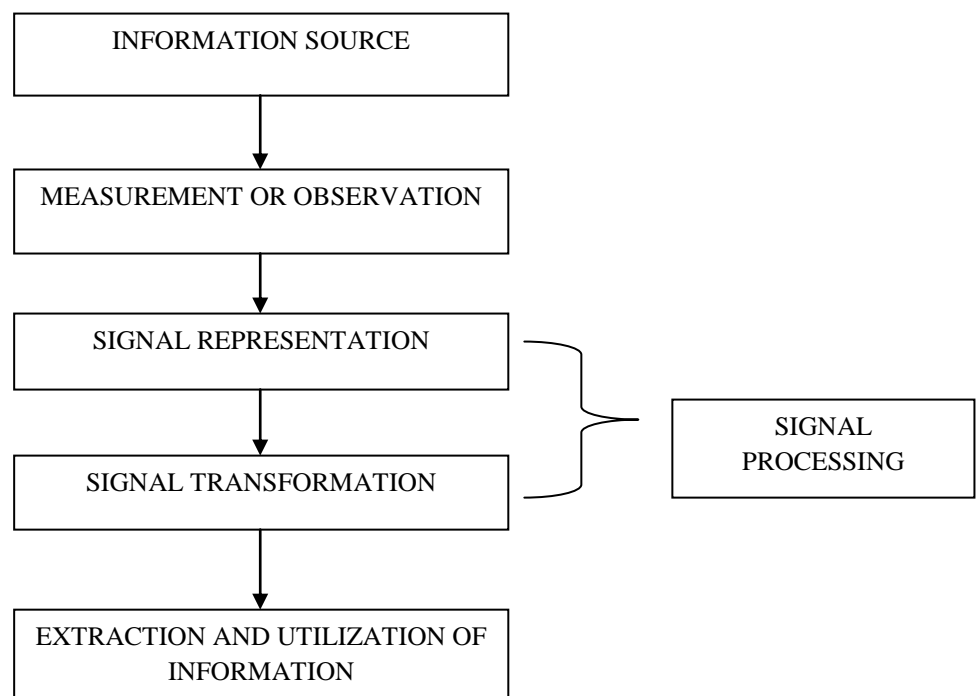 INFORMATION SOURCE
MEASUREMENT OR OBSERVATION
SIGNAL REPRESENTATION
SIGNAL TRANSFORMATION
SIGNAL
PROCESSING
EXTRACTION AND UTILIZATION OF
INFORMATION